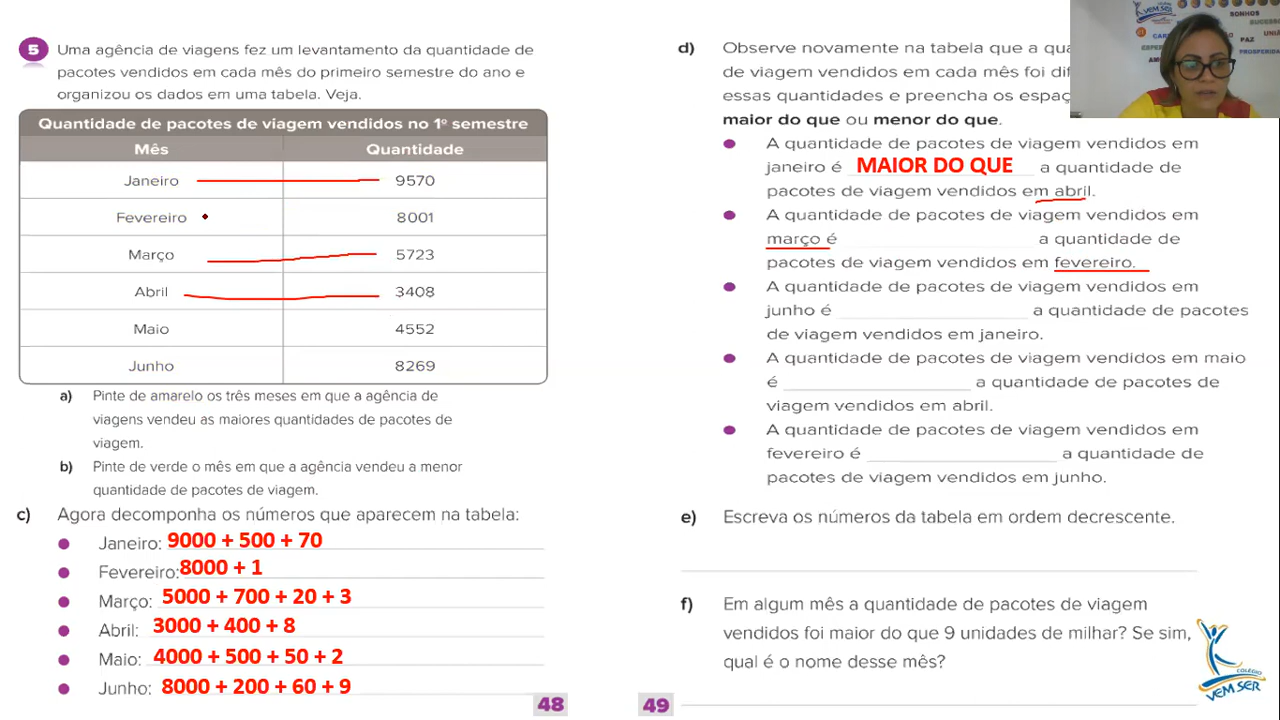 5 Uma agência de viagens fez um levantamento da quantidade de
pacotes vendidos em cada mês do primeiro semestre do ano e
organizou os dados em uma tabela. Veja.
Quantidade de pacotes de viagem vendidos no 1º semestre
Mês Quantidade
Janeiro 9570
Fevereiro 8001
Março 5723
Abril 3408
Maio 4552
Junho 8269
a) Pinte de amarelo os três meses em que a agência de
viagens vendeu as maiores quantidades de pacotes de
viagem.
b) Pinte de verde o mês em que a agência vendeu a menor
quantidade de pacotes de viagem.
c) Agora decomponha os números que aparecem na tabela:
Janeiro: 9000 + 500 + 70
Fevereiro: 8000 + 1
Março: 5000 + 700 + 20 + 3
Abril: 3000 + 400 + 8
Maio: 4000 + 500 + 50 + 2
Junho: 8000 + 200 + 60 + 9
48
d) Observe novamente na tabela que a
de viagem vendidos em cada mês foi
essas quantidades e preencha os
maior do que ou menor do que.
A quantidade de pacotes de viagem vendidos em
janeiro é MAIOR DO QUE a quantidade de
pacotes de viagem vendidos em abril.
A quantidade de pacotes de viagem vendidos em
março é a quantidade de
pacotes de viagem vendidos em fevereiro.
A quantidade de pacotes de viagem vendidos em
junho é a quantidade de pacotes
de viagem vendidos em janeiro.
A quantidade de pacotes de viagem vendidos em maio
é a quantidade de pacotes de
viagem vendidos em abril.
A quantidade de pacotes de viagem vendidos em
fevereiro é a quantidade de
pacotes de viagem vendidos em junho.
e) Escreva os números da tabela em ordem decrescente.
f) Em algum mês a quantidade de pacotes de viagem
vendidos foi maior do que 9 unidades de milhar? Se sim,
qual é o nome desse mês?
49
COLÉGIO
VEM SER
VEM SER
SONHOS
PAZ